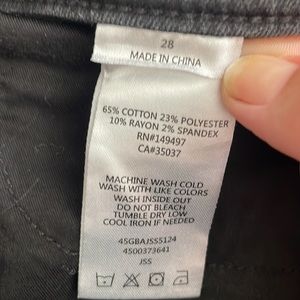 28
MADE IN CHINA
65% COTTON 23% POLYESTER
10% RAYON 2% SPANDEX
RN#149497
CA#35037
MACHINE WASH COLD
WASH WITH LIKE COLORS
WASH INSIDE OUT
DO NOT BLEACH
TUMBLE DRY LOW
COOL IRON IF NEEDED
45GBAJSS5124
4500373641
JSS